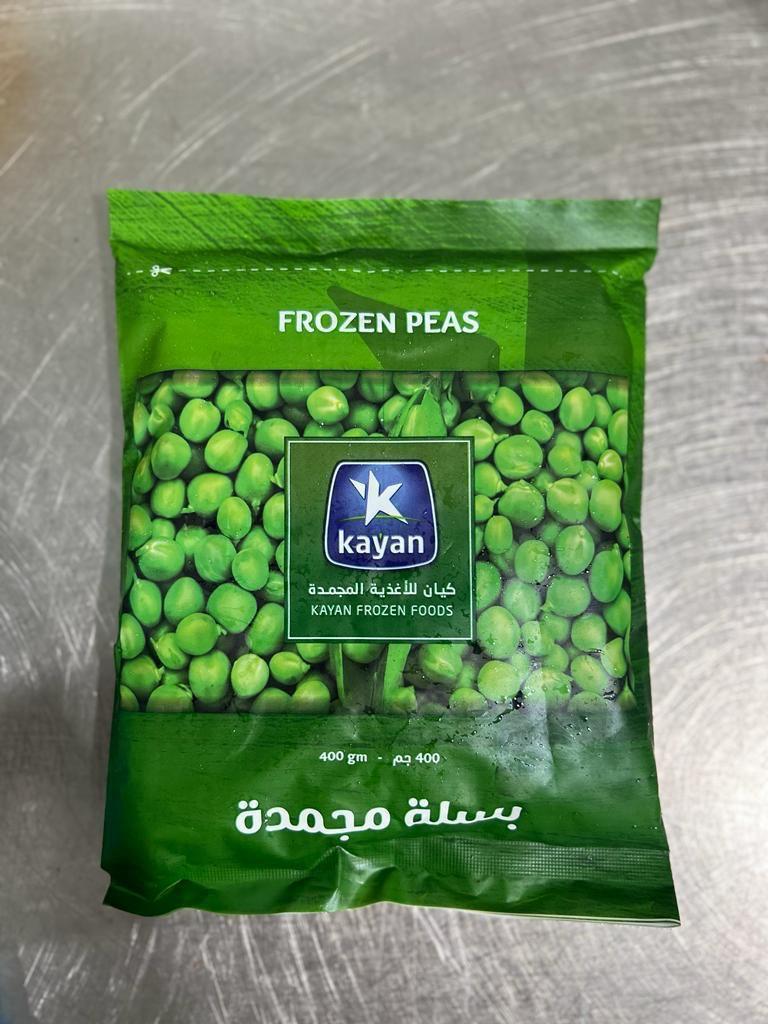 FROZEN PEAS
kayan
كيان للأغذية المجمدة
KAYAN FROZEN FOODS
400 gm - 400 جم
بسلة مجمدة